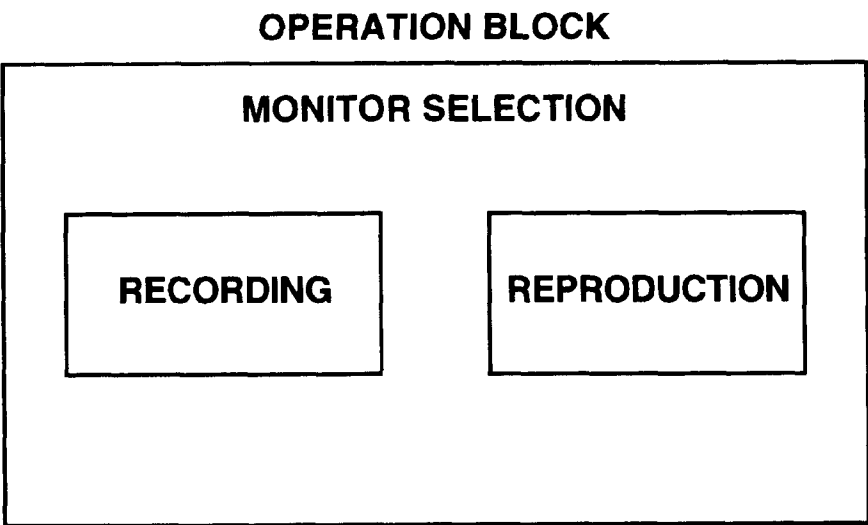 OPERATION BLOCK
MONITOR SELECTION
RECORDING
REPRODUCTION